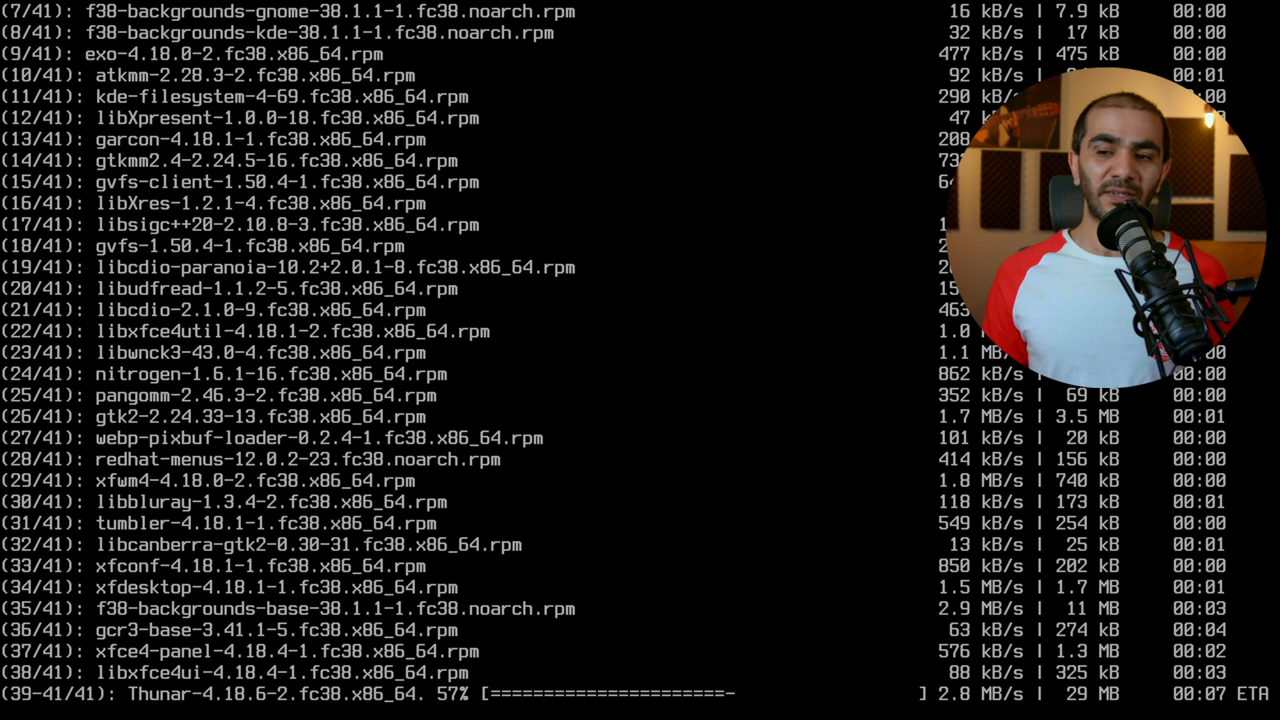 (7/41): f38-backgrounds-gnome-38.1.1-1.fc38.noarch.rpm 16 kB/s | 7.9 kB 00:00
(8/41): f38-backgrounds-kde-38.1.1-1.fc38.noarch.rpm 32 kB/s | 17 kB 00:00
(9/41): exo-4.18.0-2.fc38.x86_64.rpm 477 kB/s | 475 kB 00:00
(10/41): atkmm-2.28.3-2.fc38.x86_64.rpm 92 kB/s | kB 00:01
(11/41): kde-filesystem-4-69.fc38.x86_64.rpm 290 kB/s :00
(12/41): libXpresent-1.0.0-18.fc38.x86_64.rpm 47
(13/41): garcon-4.18.1-1.fc38.x86_64.rpm 208
(14/41): gtkmm2.4-2.24.5-16.fc38.x86_64.rpm
(15/41): gvfs-client-1.50.4-1.fc38.x86_64.rpm
(16/41): libXres-1.2.1-4.fc38.x86_64.rpm
(17/41): libsigc++20-2.10.8-3.fc38.x86_64.rpm
(18/41): gvfs-1.50.4-1.fc38.x86_64.rpm
(19/41): libcdio-paranoia-10.2+2.0.1-8.fc38.x86_64.rpm
(20/41): libudfread-1.1.2-5.fc38.x86_64.rpm
(21/41): libcdio-2.1.0-9.fc38.x86_64.rpm 463
(22/41): libxfce4util-4.18.1-2.fc38.x86_64.rpm 1.0
(23/41): libwnck3-43.0-4.fc38.x86_64.rpm 1.1 MB/ :00
(24/41): nitrogen-1.6.1-16.fc38.x86_64.rpm 862 kB/s 00:00
(25/41): pangomm-2.46.3-2.fc38.x86_64.rpm 352 kB/s | 69 kB 00:00
(26/41): gtk2-2.24.33-13.fc38.x86_64.rpm 1.7 MB/s | 3.5 MB 00:01
(27/41): webp-pixbuf-loader-0.2.4-1.fc38.x86_64.rpm 101 kB/s | 20 kB 00:00
(28/41): redhat-menus-12.0.2-23.fc38.noarch.rpm 414 kB/s | 156 kB 00:00
(29/41): xfwm4-4.18.0-2.fc38.x86_64.rpm 1.8 MB/s | 740 kB 00:00
(30/41): libbluray-1.3.4-2.fc38.x86_64.rpm 118 kB/s | 173 kB 00:01
(31/41): tumbler-4.18.1-1.fc38.x86_64.rpm 549 kB/s | 254 kB 00:00
(32/41): libcanberra-gtk2-0.30-31.fc38.x86_64.rpm 13 kB/s | 25 kB 00:01
(33/41): xfconf-4.18.1-1.fc38.x86_64.rpm 850 kB/s | 202 kB 00:00
(34/41): xfdesktop-4.18.1-1.fc38.x86_64.rpm 1.5 MB/s | 1.7 MB 00:01
(35/41): f38-backgrounds-base-38.1.1-1.fc38.noarch.rpm 2.9 MB/s | 11 MB 00:03
(36/41): gcr3-base-3.41.1-5.fc38.x86_64.rpm 63 kB/s | 274 kB 00:04
(37/41): xfce4-panel-4.18.4-1.fc38.x86_64.rpm 576 kB/s | 1.3 MB 00:02
(38/41): libxfce4ui-4.18.4-1.fc38.x86_64.rpm 88 kB/s | 325 kB 00:03
(39-41/41): Thunar-4.18.6-2.fc38.x86_64. 57% [======================- ] 2.8 MB/s | 29 MB 00:07 ETA